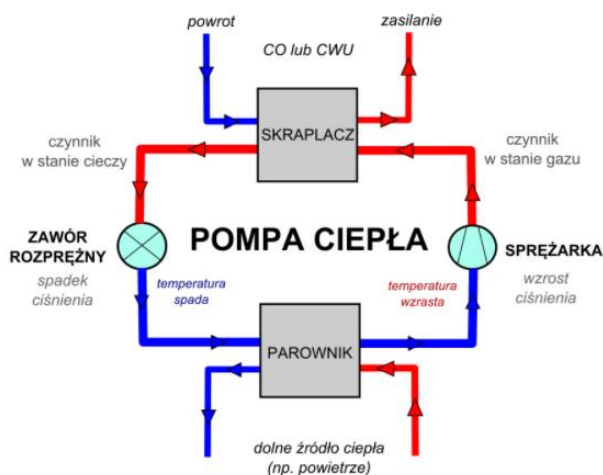 powrot
zasilanie
CO lub CWU
SKRAPLACZ
czynnik
w stanie cieczy
czynnik
w stanie gazu
ZAWÓR
ROZPRĘŻNY
spadek
ciśnienia
POMPA CIEPŁA
SPRĘŻARKA
wzrost
ciśnienia
temperatura
spada
temperatura
wzrasta
PAROWNIK
dolne źródło ciepła
(np. powietrze)